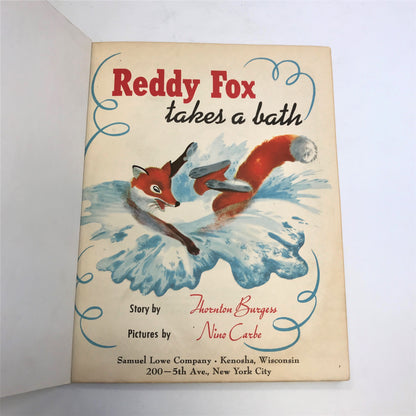 Reddy Fox
takes a bath
Story by Thornton Burgess
Pictures by Nino Carbe
Samuel Lowe Company · Kenosha, Wisconsin
200—5th Ave., New York City